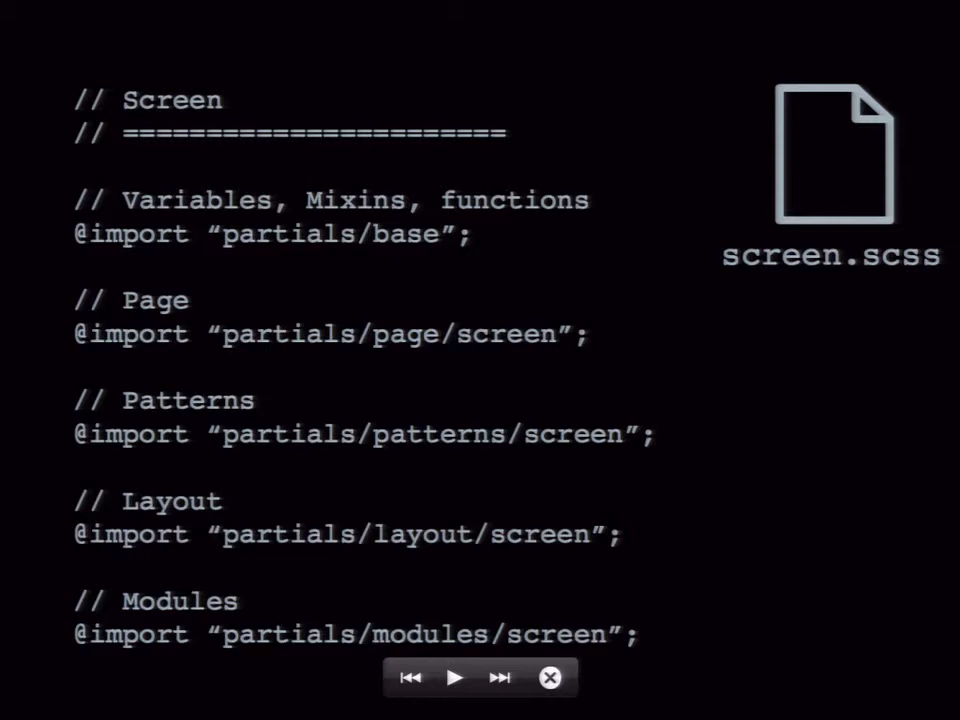 // Screen
// =======================
// Variables, Mixins, functions
@import “partials/base”;
// Page
@import “partials/page/screen”;
// Patterns
@import “partials/patterns/screen”;
// Layout
@import “partials/layout/screen”;
// Modules
@import “partials/modules/screen”;
screen.scss